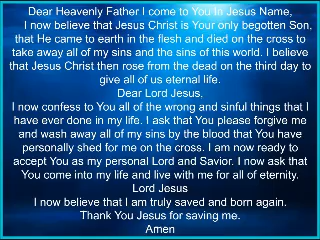 Dear Heavenly Father I come to You In Jesus Name,
I now believe that Jesus Christ is Your only begotten Son.
that He came to earth in the flesh and died on the cross to
take away all of my sins and the sins of this world. I believe
that Jesus Christ then rose from the dead on the third day to
give all of us eternal life.
Dear Lord Jesus,
I now confess to You all of the wrong and sinful things that I
have ever done in my life. I ask that You please forgive me
and wash away all of my sins by the blood that You have
personally shed for me on the cross. I am now ready to
accept You as my personal Lord and Savior. I now ask that
You come into my life and live with me for all of eternity.
Lord Jesus
I now believe that I am truly saved and born again.
Thank You Jesus for saving me.
Amen